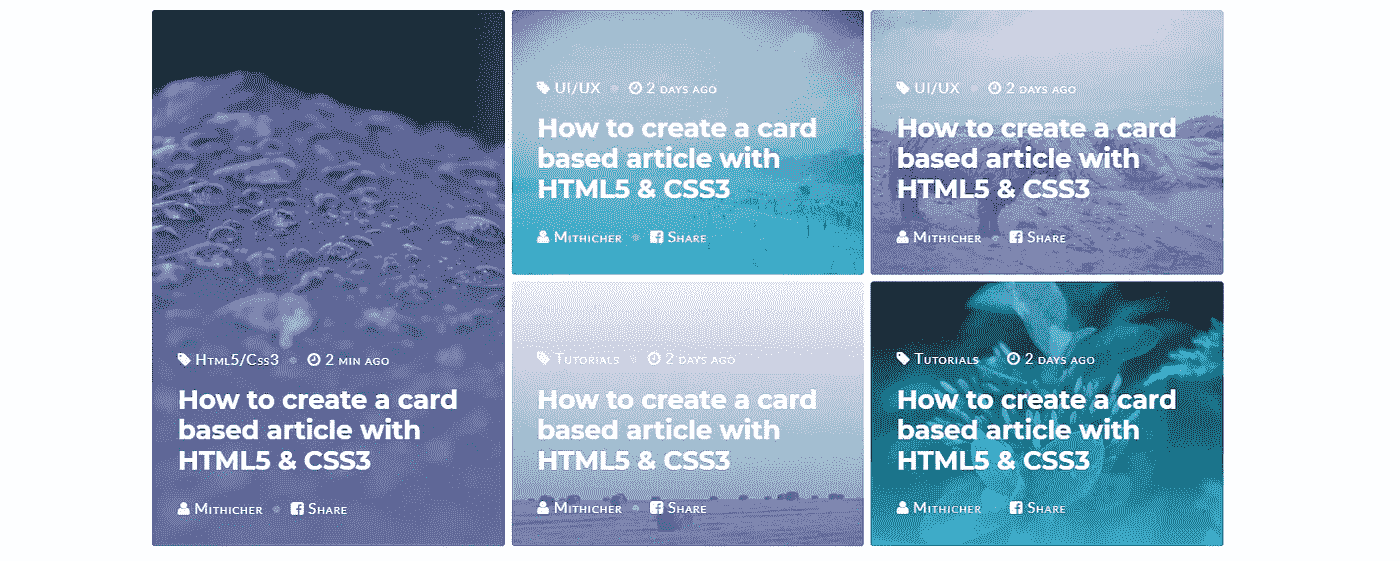 Html5/Css3 2 min ago
How to create a card
based article with
HTML5 & CSS3
Mithicher Share
UI/UX 2 days ago
How to create a card
based article with
HTML5 & CSS3
Mithicher Share
UI/UX 2 days ago
How to create a card
based article with
HTML5 & CSS3
Mithicher Share
Tutorials 2 days ago
How to create a card
based article with
HTML5 & CSS3
Mithicher Share
Tutorials 2 days ago
How to create a card
based article with
HTML5 & CSS3
Mithicher Share